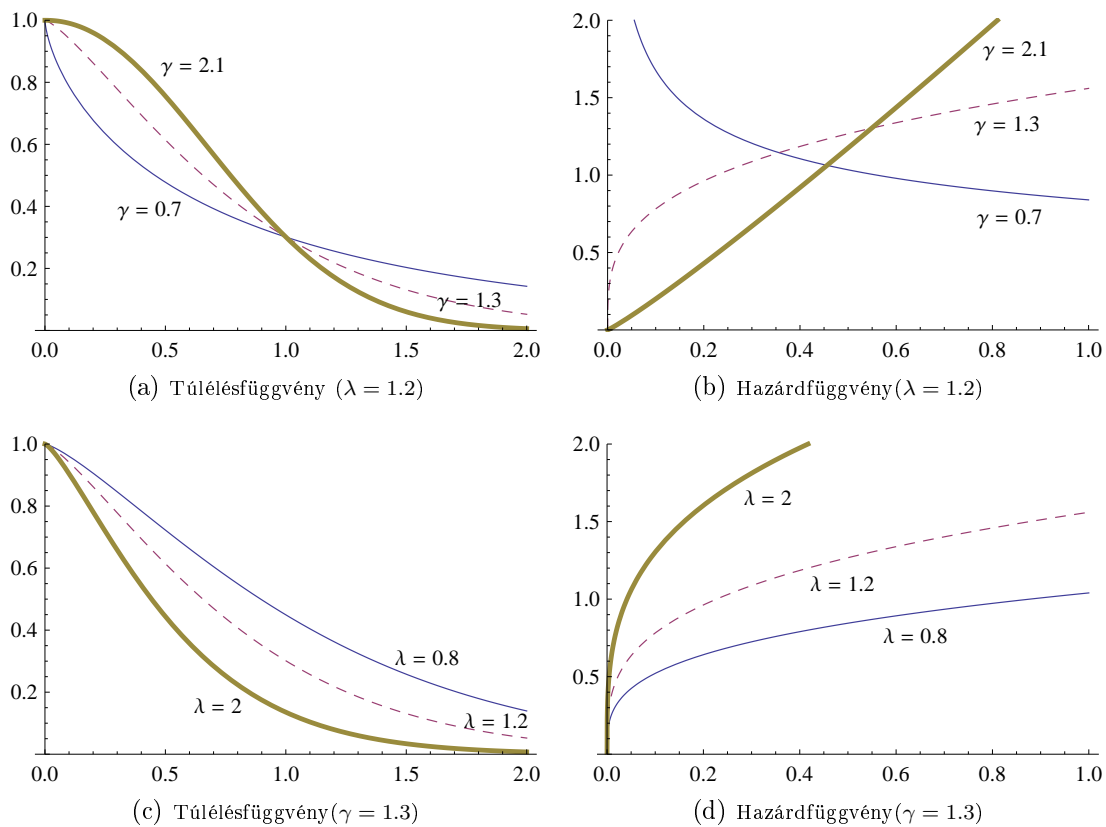 1.0
0.8
0.6
0.4
0.2
γ = 2.1
γ = 0.7
γ = 1.3
0.0 0.5 1.0 1.5 2.0
(a) Túlélésfüggvény (λ = 1.2)
2.0
1.5
1.0
0.5
γ = 2.1
γ = 1.3
γ = 0.7
0.0 0.2 0.4 0.6 0.8 1.0
(b) Hazárdfüggvény(λ = 1.2)
1.0
0.8
0.6
0.4
0.2
λ = 0.8
λ = 2
λ = 1.2
0.0 0.5 1.0 1.5 2.0
(c) Túlélésfüggvény(γ = 1.3)
2.0
1.5
1.0
0.5
λ = 2
λ = 1.2
λ = 0.8
0.0 0.2 0.4 0.6 0.8 1.0
(d) Hazárdfüggvény(γ = 1.3)